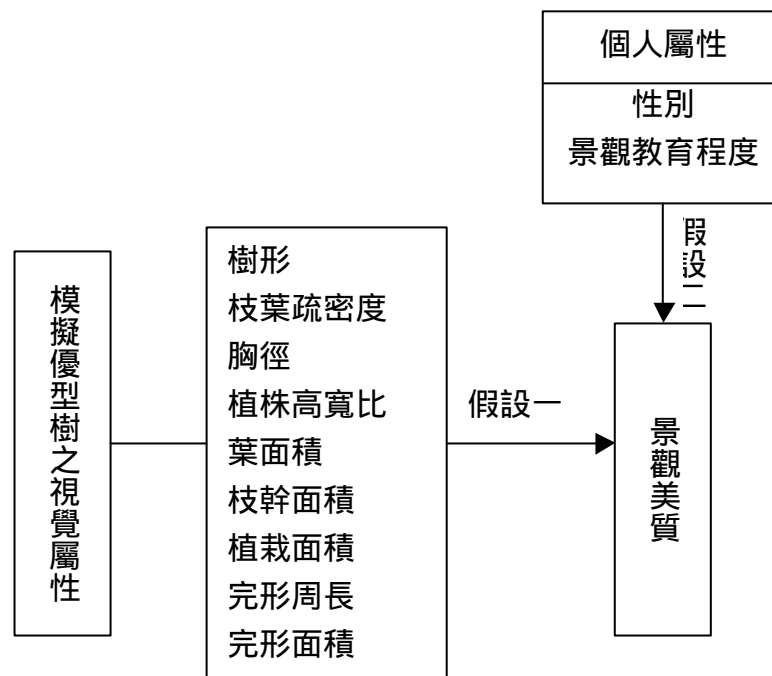 個人屬性
性別
景觀教育程度
假設二
模擬優型樹之視覺屬性
樹形
枝葉疏密度
胸徑
植株高寬比
葉面積
枝幹面積
植栽面積
完形周長
完形面積
假設一
景觀美質